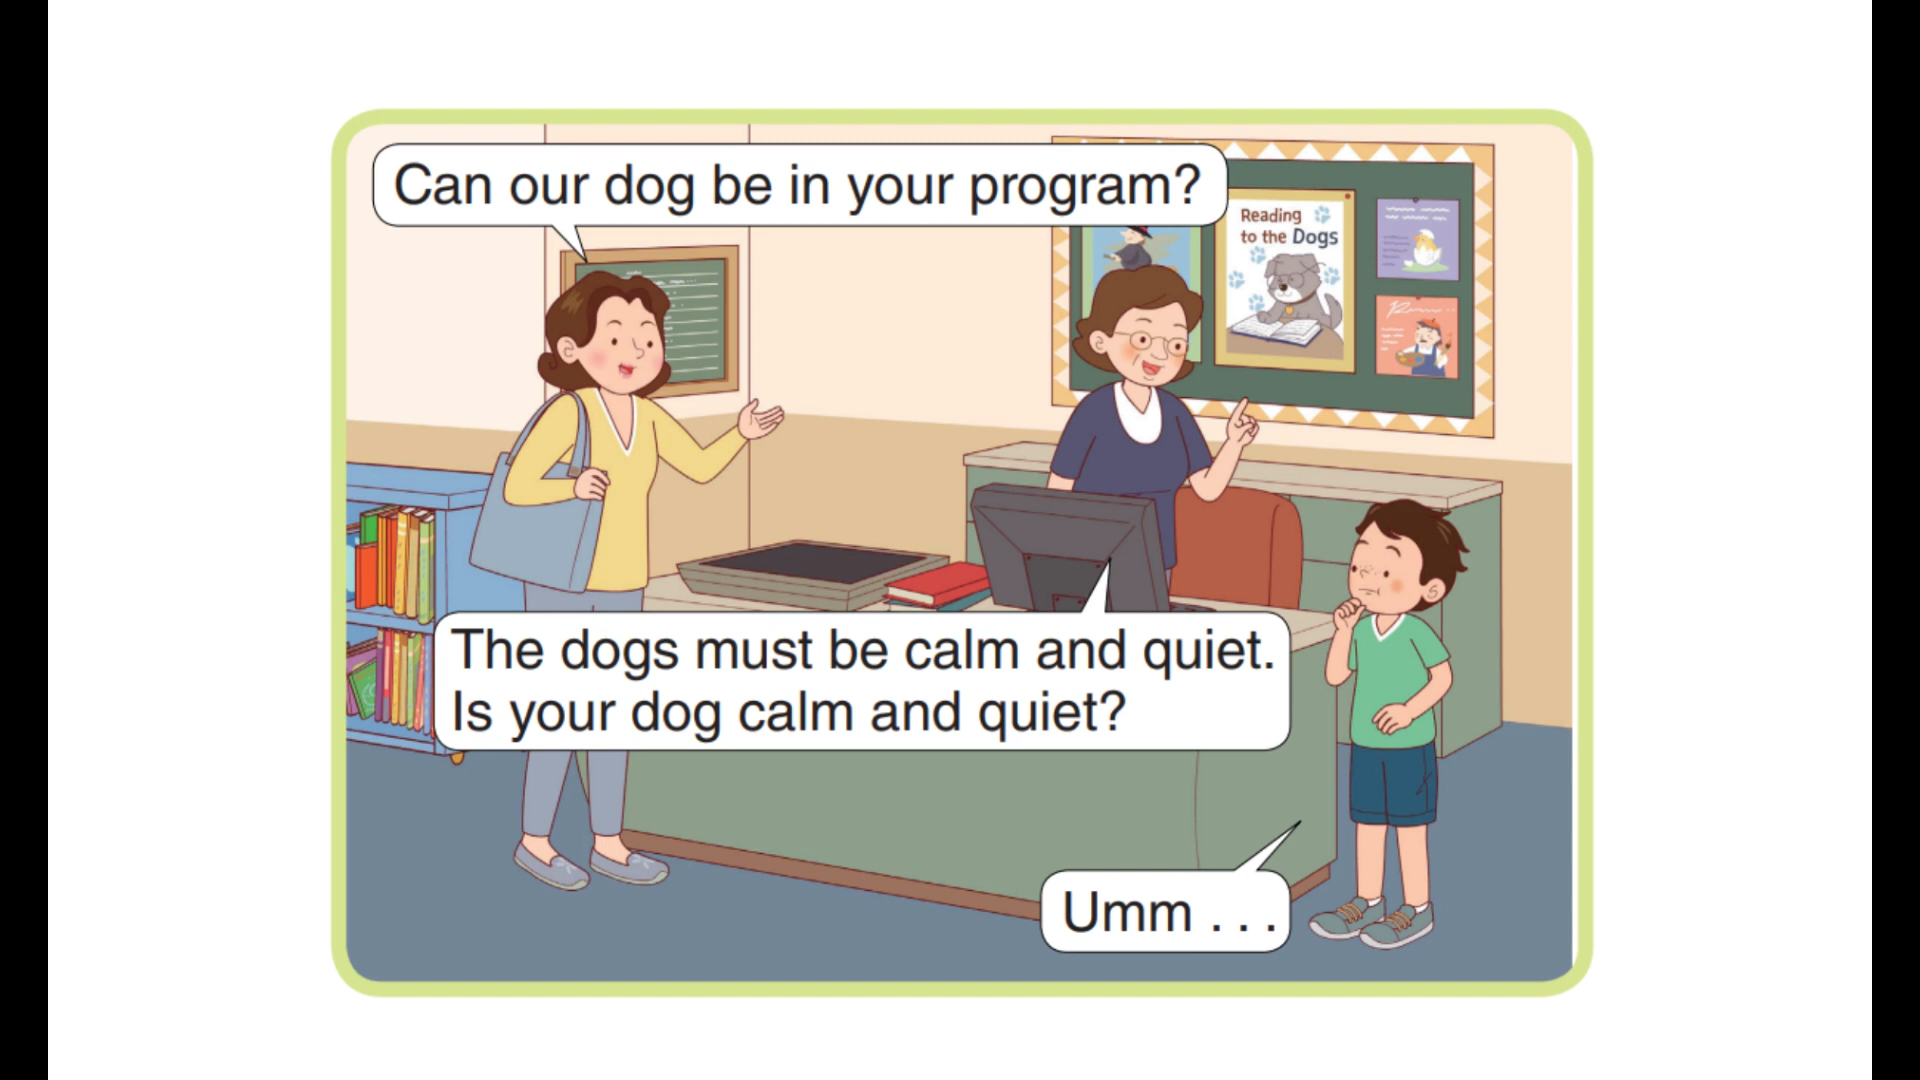 Can our dog be in your program?
Reading
to the Dogs
The dogs must be calm and quiet.
Is your dog calm and quiet?
Umm . . .